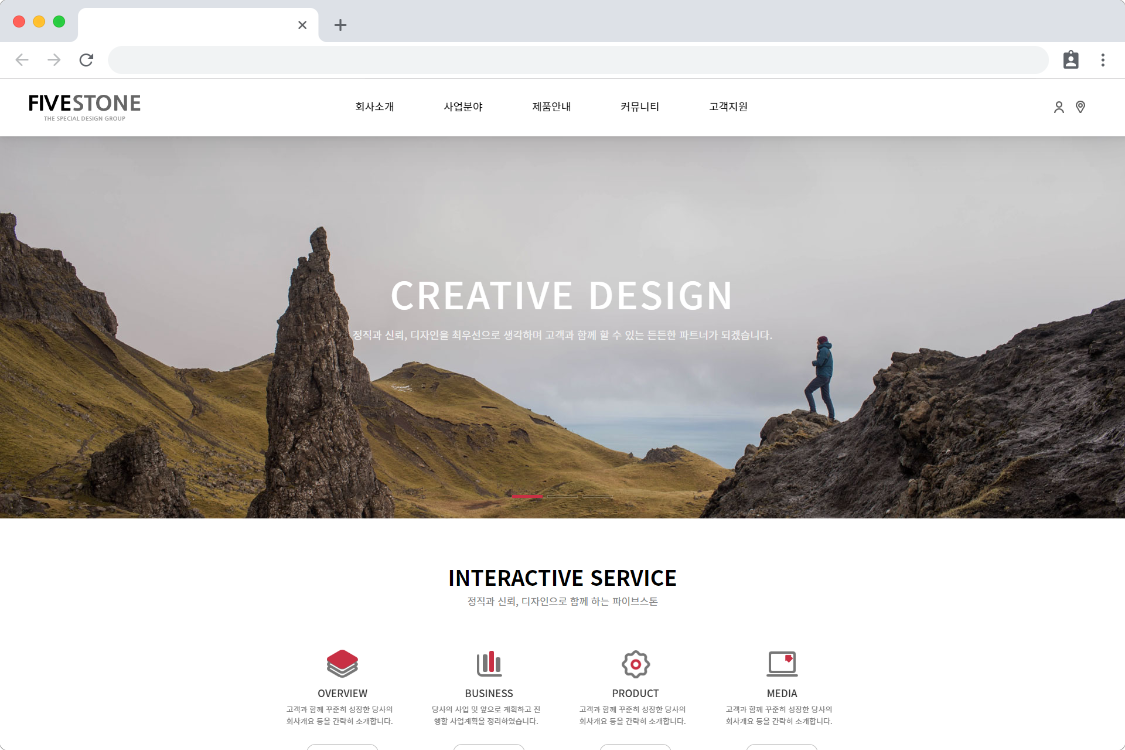 FIVESTONE
THE SPECIAL DESIGN GROUP
회사소개 사업분야 제품안내 커뮤니티 고객지원
CREATIVE DESIGN
정직과 신뢰, 디자인을 최우선으로 생각하며 고객과 함께 할 수 있는 든든한 파트너가 되겠습니다.
INTERACTIVE SERVICE
정직과 신뢰, 디자인으로 함께 하는 파이브스톤
OVERVIEW
고객과 함께 꾸준히 성장한 당사의
회사개요 등을 간략히 소개합니다.
BUSINESS
당사의 사업 및 앞으로 계획하고 진
행할 사업계획을 정리하였습니다.
PRODUCT
고객과 함께 꾸준히 성장한 당사의
회사개요 등을 간략히 소개합니다.
MEDIA
고객과 함께 꾸준히 성장한 당사의
회사개요 등을 간략히 소개합니다.